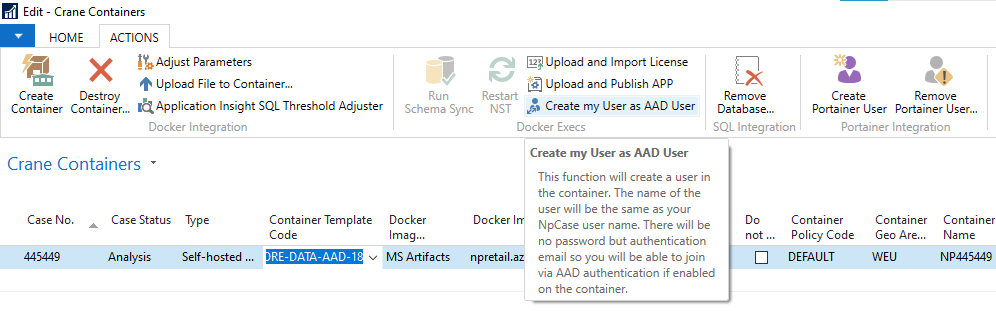 Edit - Crane Containers
HOME
ACTIONS
Create
Container
Destroy
Container...
Adjust Parameters
Upload File to Container...
Application Insight SQL Threshold Adjuster
Docker Integration
Run
Schema Sync
Restart
NST
Upload and Import License
Upload and Publish APP
Create my User as AAD User
Docker Execs
Remove
Database...
SQL Integration
Create
Portainer User
Remove
Portainer User...
Portainer Integration
Create my User as AAD User
This function will create a user in
the container. The name of the
user will be the same as your
NpCase user name. There will be
no password but authentication
email so you will be able to join
via AAD authentication if enabled
on the container.
Crane Containers
Case No.
Case Status
Type
Container Template
Code
Docker
Imag...
Docker Im
Do
not ...
Container
Policy Code
Container
Geo Are...
Container
Name
445449
Analysis
Self-hosted ...
ORE-DATA-AAD-18
MS Artifacts
npretail.az
DEFAULT
WEU
NP445449